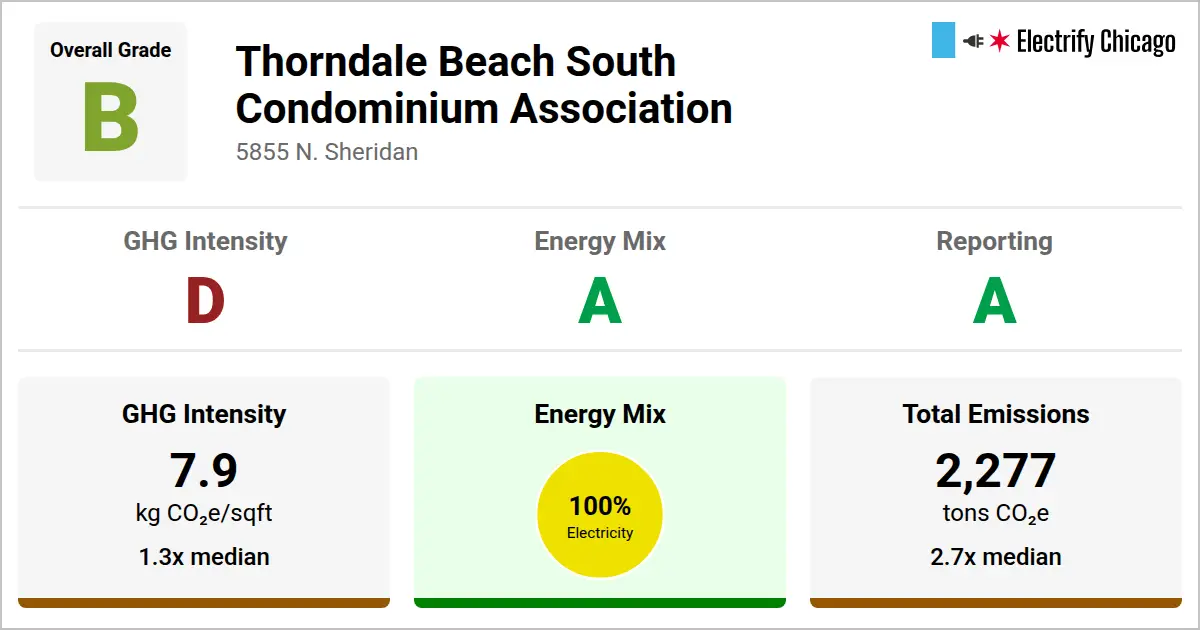 Overall Grade
B
Thorndale Beach South
Condominium Association
5855 N. Sheridan
Electrify Chicago
GHG Intensity
D
Energy Mix
A
Reporting
A
GHG Intensity
7.9
kg CO₂e/sqft
1.3x median
Energy Mix
100%
Electricity
Total Emissions
2,277
tons CO₂e
2.7x median